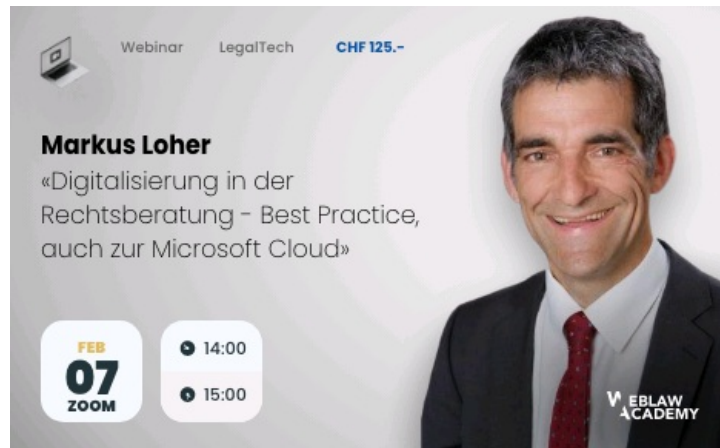 Webinar LegalTech CHF 125.-
Markus Loher
«Digitalisierung in der
Rechtsberatung - Best Practice,
auch zur Microsoft Cloud»
FEB
07
ZOOM
14:00
15:00
WEBLAW
ACADEMY